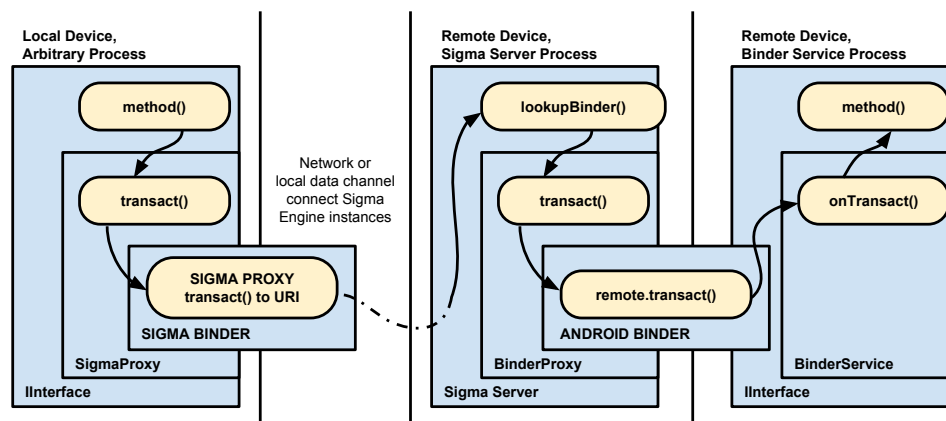 Local Device,
Arbitrary Process
method()
transact()
SIGMA PROXY
transact() to URI
SIGMA BINDER
SigmaProxy
IInterface
Network or
local data channel
connect Sigma
Engine instances
Remote Device,
Sigma Server Process
lookupBinder()
transact()
remote.transact()
ANDROID BINDER
BinderProxy
Sigma Server
Remote Device,
Binder Service Process
method()
onTransact()
BinderService
IInterface